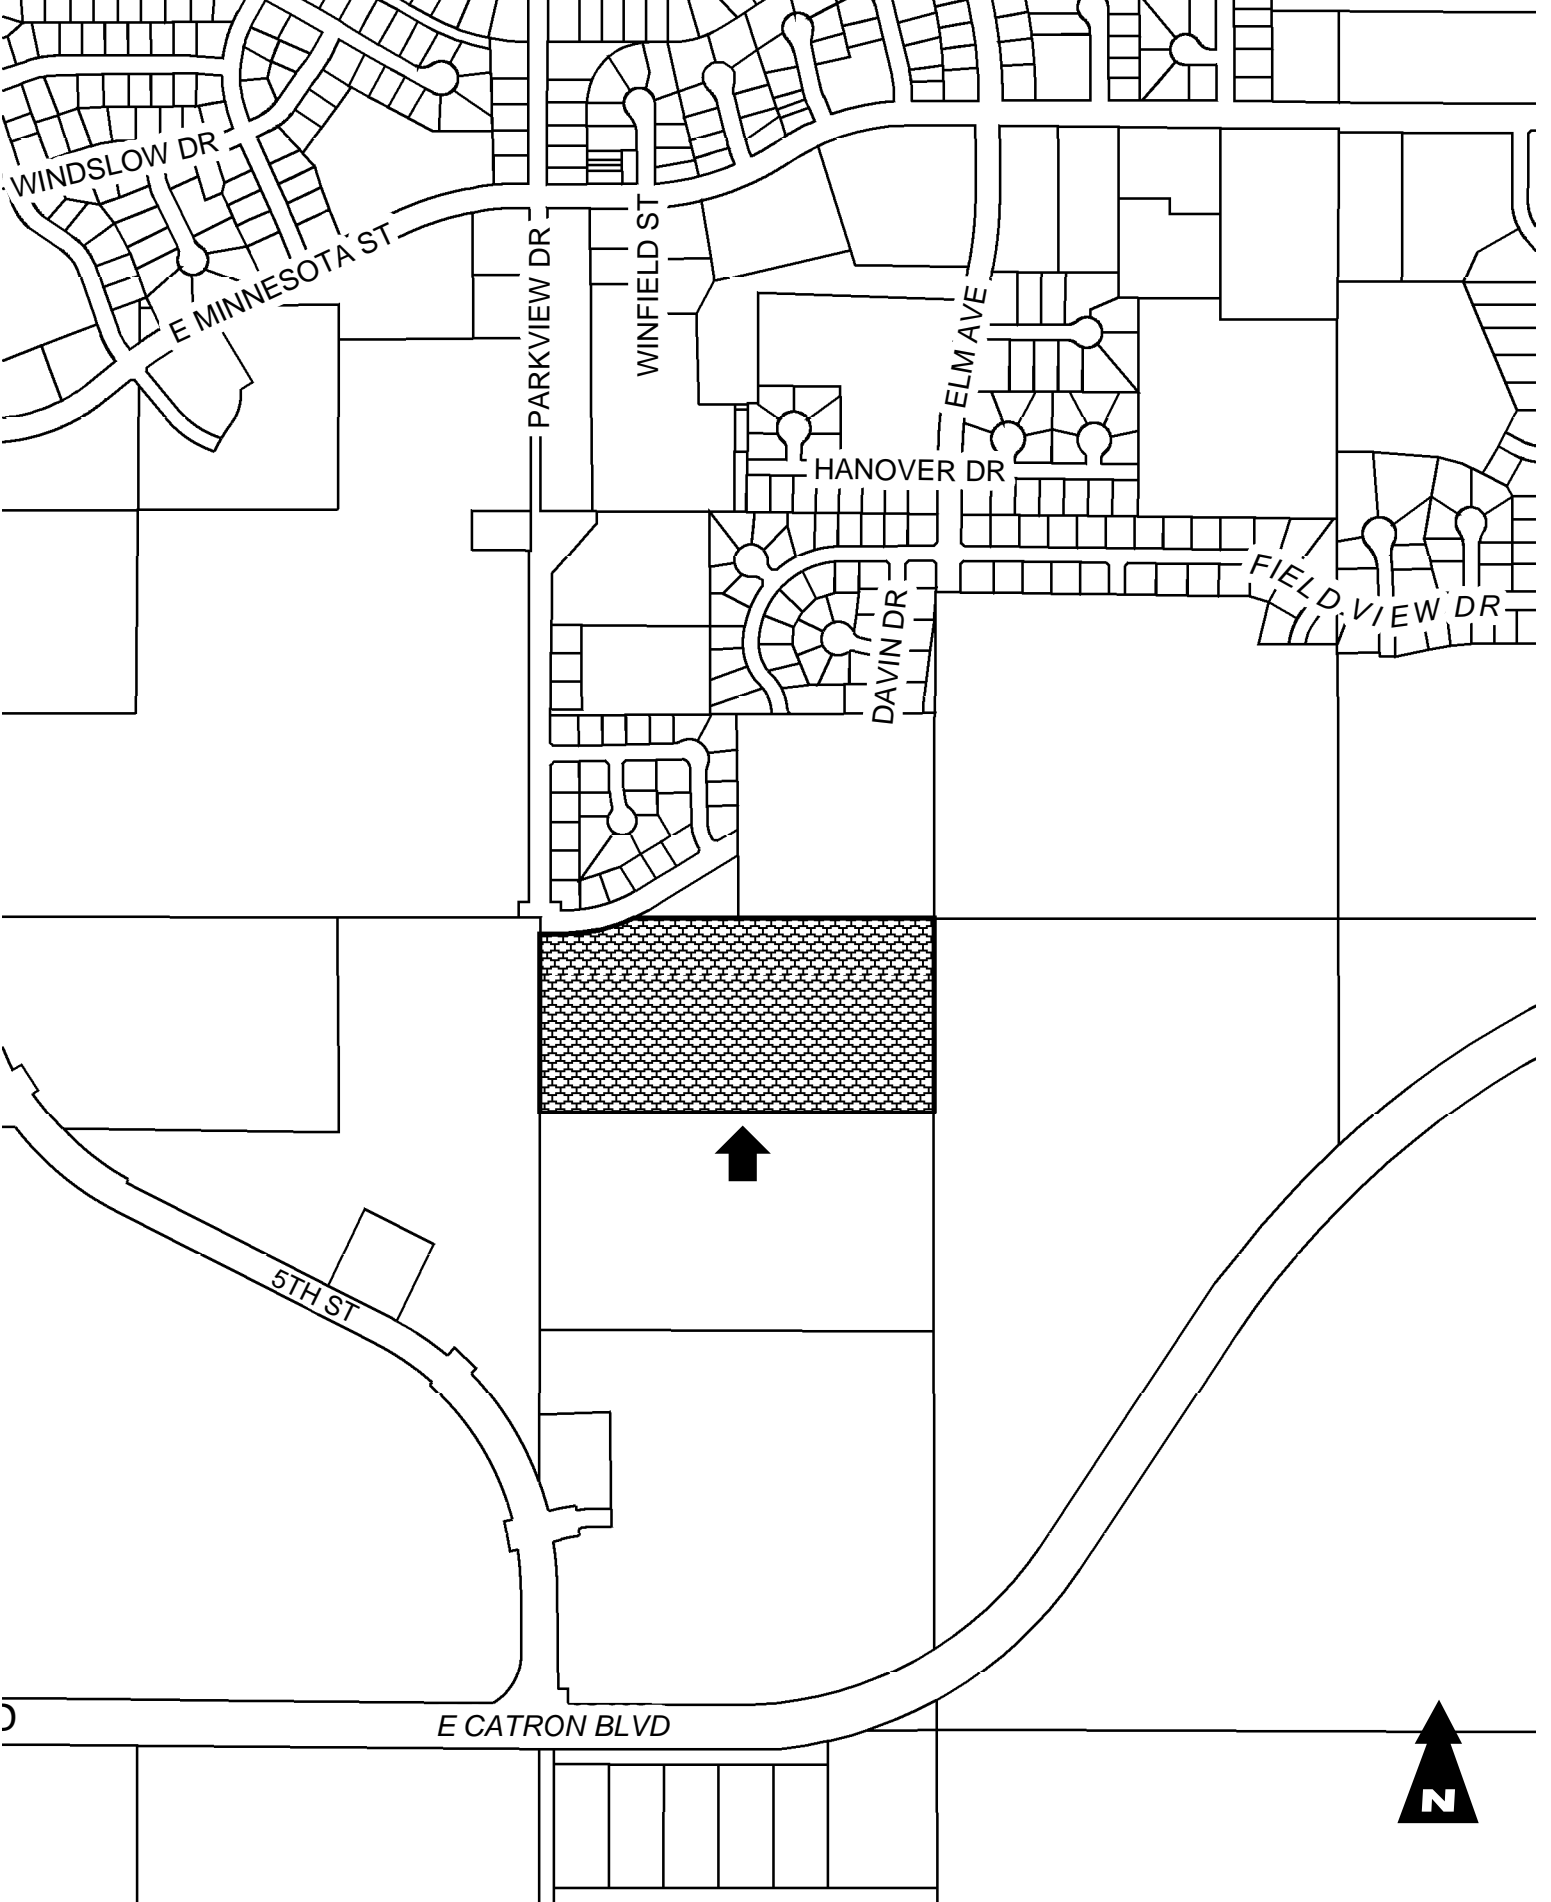 WINDSLOW DR
E MINNESOTA ST
PARKVIEW DR
WINFIELD ST
ELM AVE
HANOVER DR
FIELD VIEW DR
DAVIN DR
5TH ST
E CATRON BLVD
N